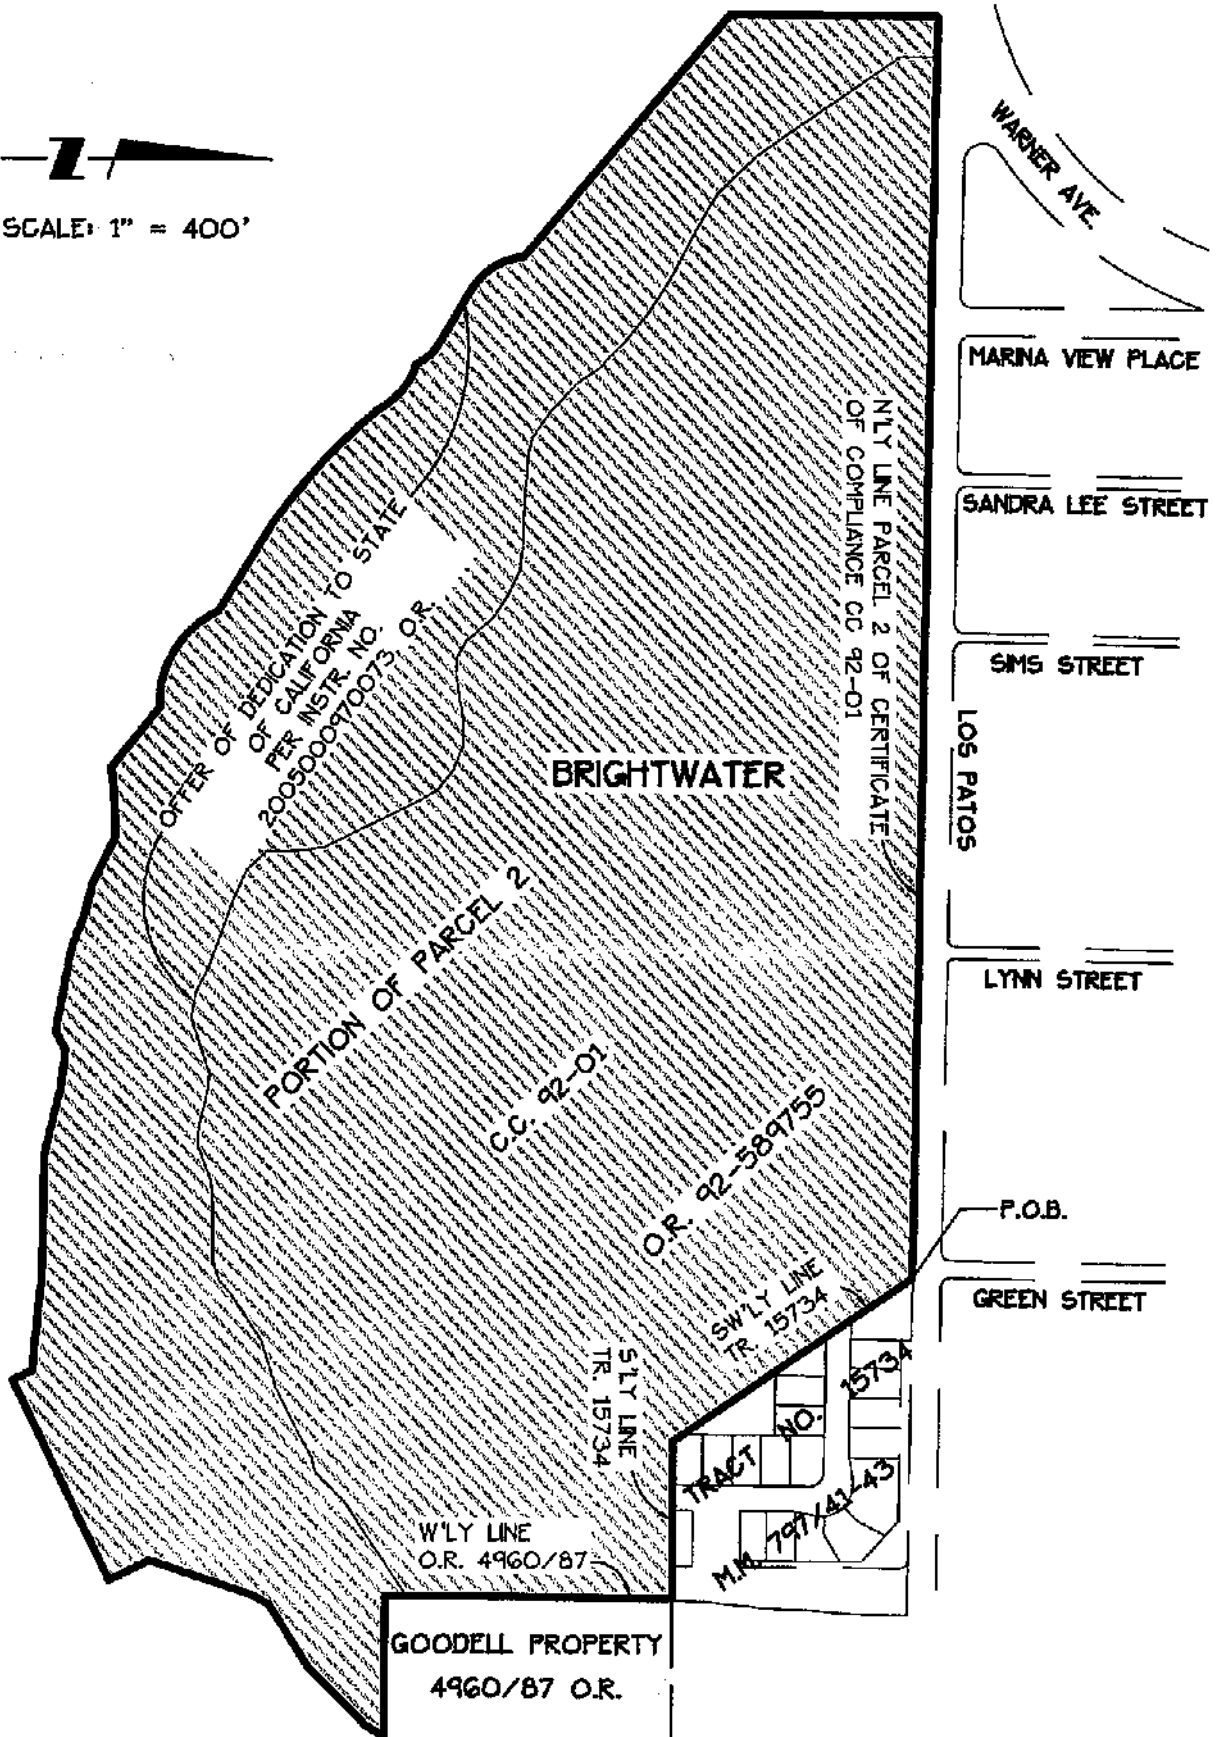 WARNER AVE.
Z
SCALE: 1" = 400'
MARINA VIEW PLACE
N'LY LINE PARCEL 2 OF CERTIFICATE
OF COMPLIANCE CC 92-01
SANDRA LEE STREET
OFFER OF DEDICATION TO STATE
OF CALIFORNIA
PER INSTR. NO.
2005000970073, O.R.
SIMS STREET
LOS PATOS
BRIGHTWATER
PORTION OF PARCEL 2
LYNN STREET
C.C. 92-01
O.R. 92-589755
P.O.B.
SW'LY LINE
TR. 15734
GREEN STREET
S'LY LINE
TR. 15734
TRACT NO. 15734
M.M. 797/41-43
W'LY LINE
O.R. 4960/87
GOODELL PROPERTY
4960/87 O.R.